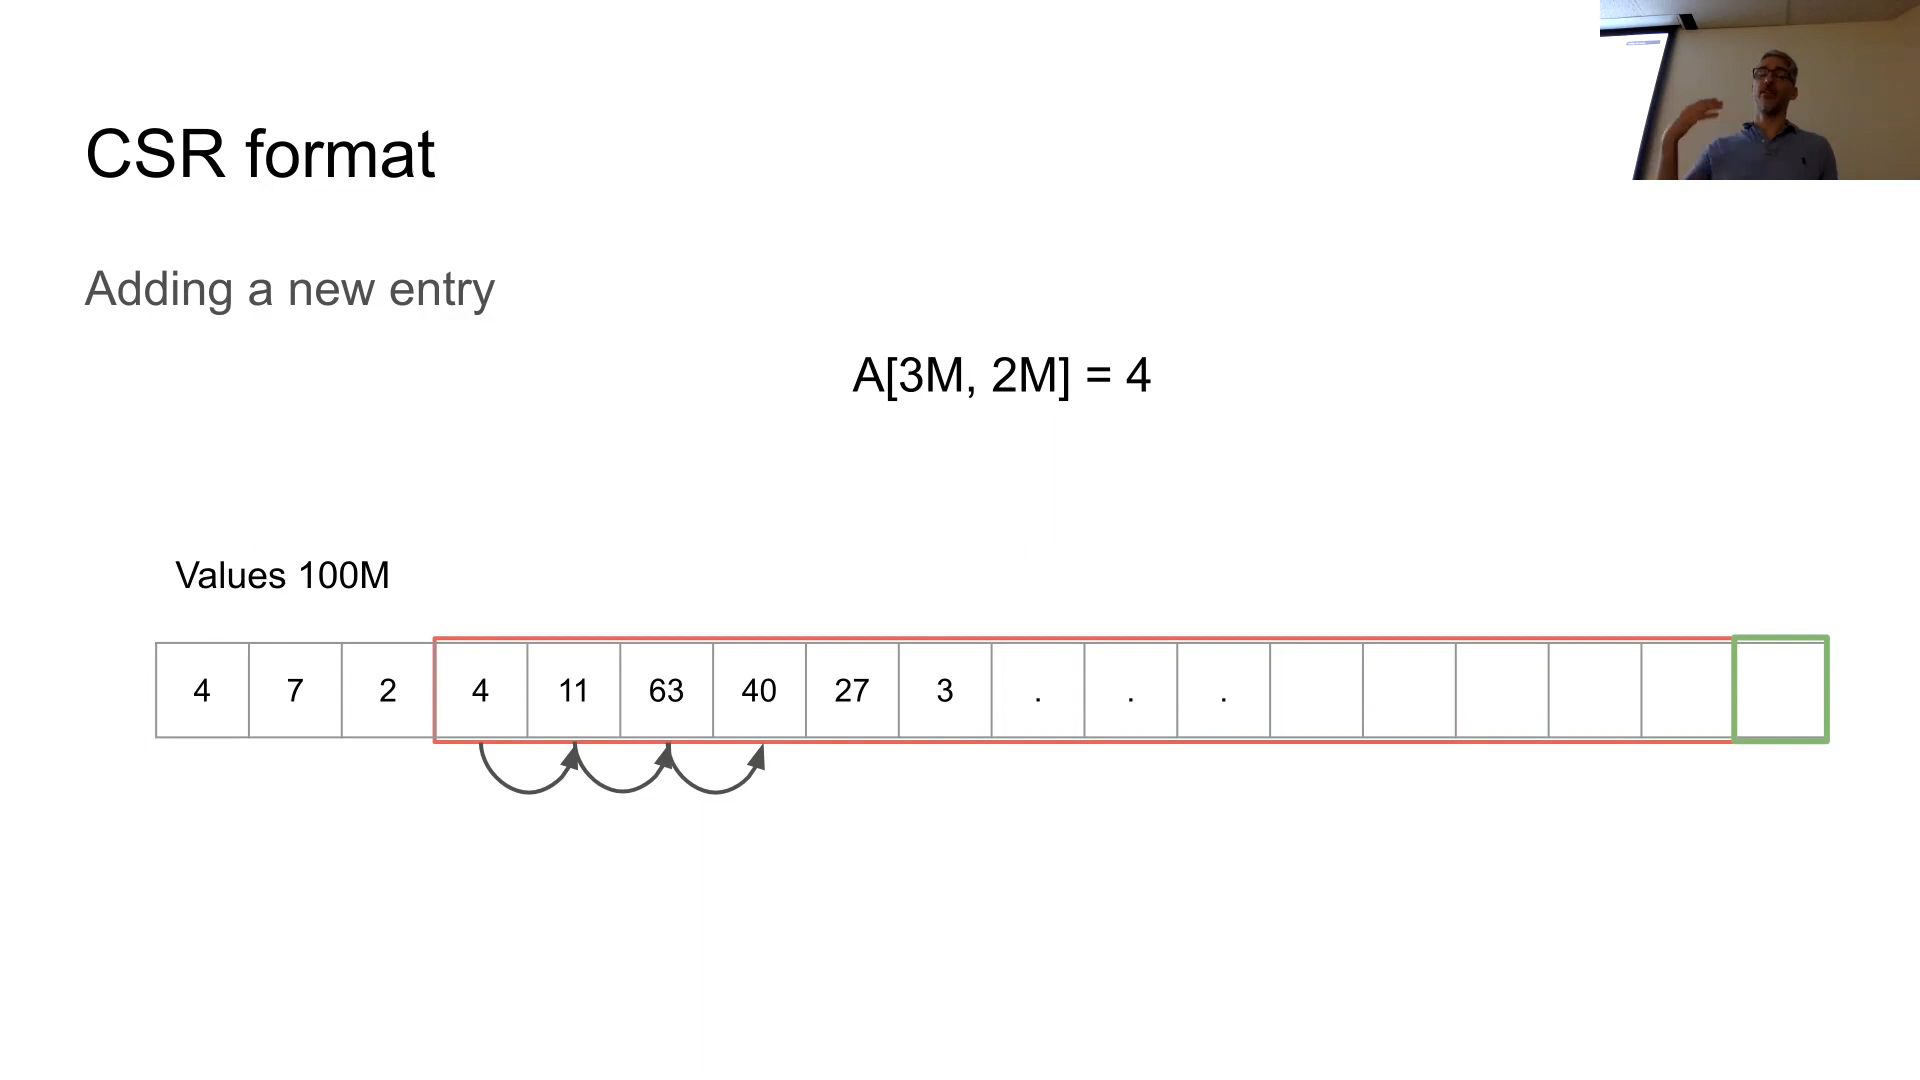 CSR format
Adding a new entry
A[3M, 2M] = 4
Values 100M
4 7 2 4 11 63 40 27 3 . . .